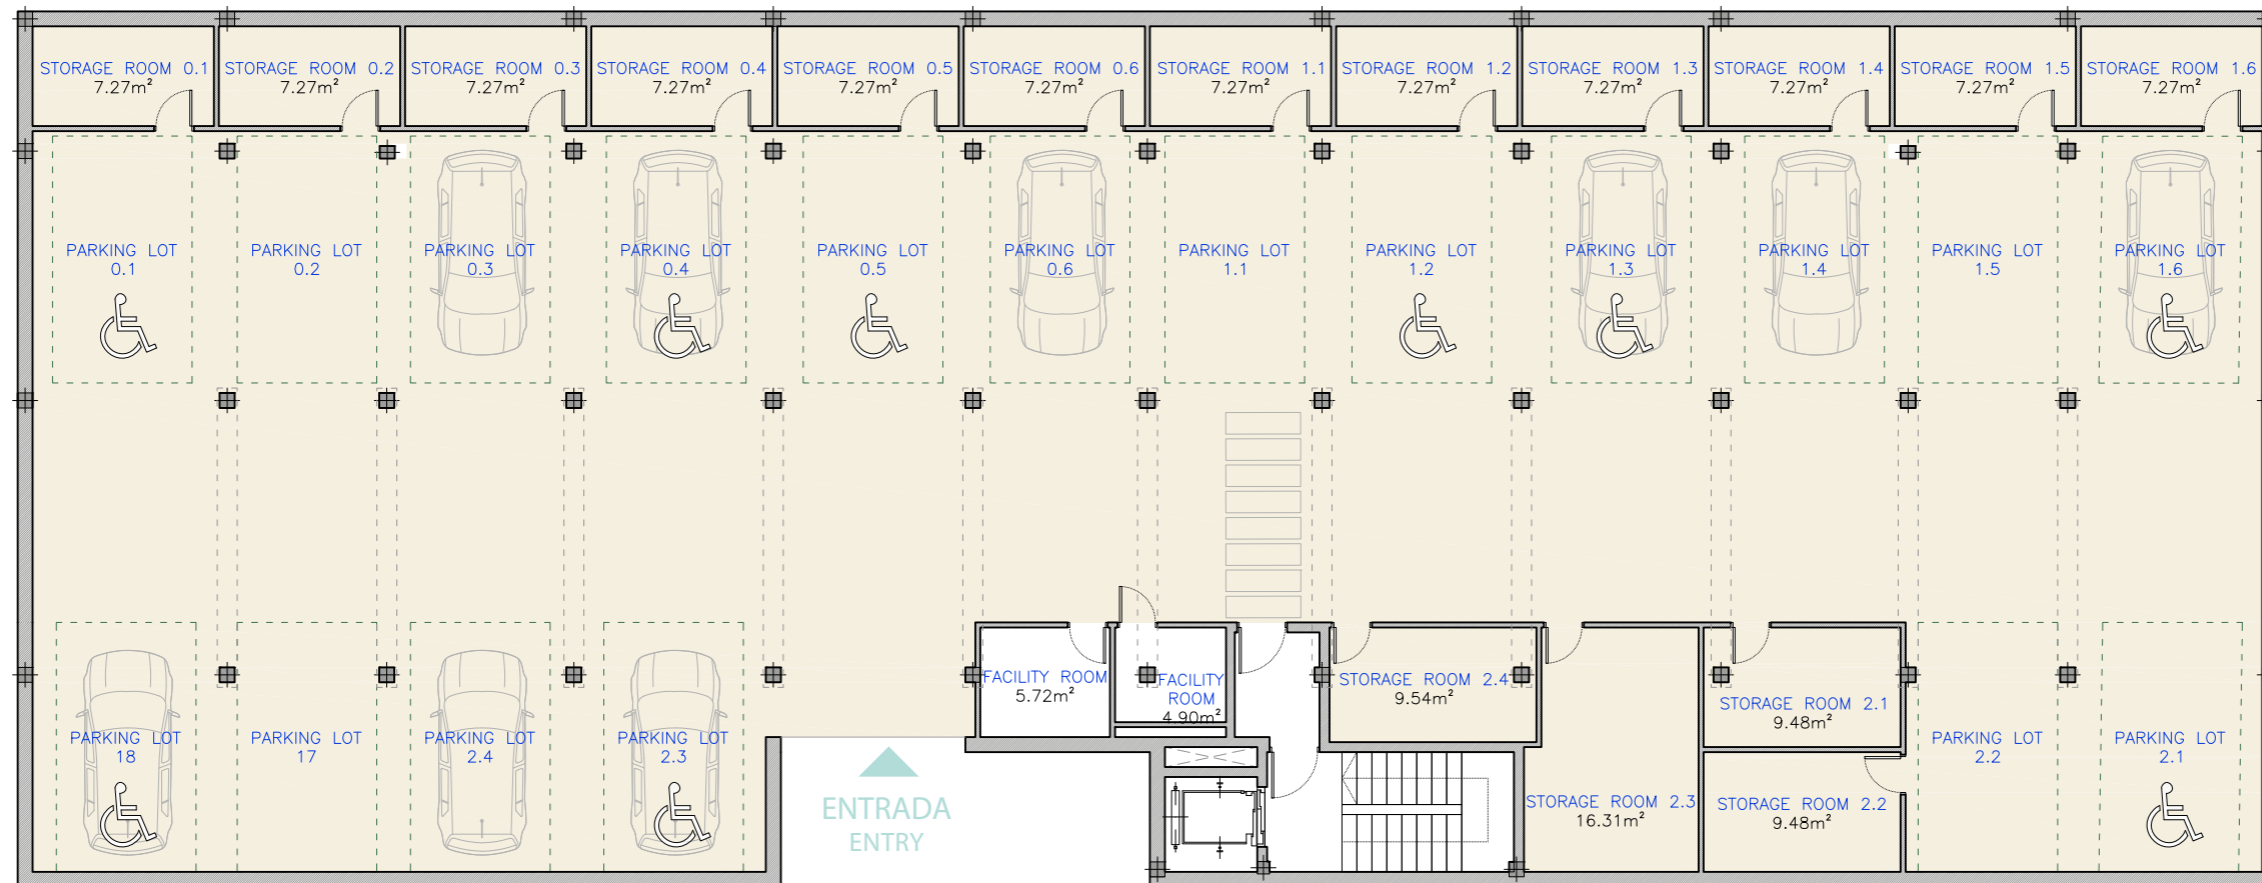 STORAGE ROOM 0.1
7.27m²
STORAGE ROOM 0.2
7.27m²
STORAGE ROOM 0.3
7.27m²
STORAGE ROOM 0.4
7.27m²
STORAGE ROOM 0.5
7.27m²
STORAGE ROOM 0.6
7.27m²
STORAGE ROOM 1.1
7.27m²
STORAGE ROOM 1.2
7.27m²
STORAGE ROOM 1.3
7.27m²
STORAGE ROOM 1.4
7.27m²
STORAGE ROOM 1.5
7.27m²
STORAGE ROOM 1.6
7.27m²
PARKING LOT
0.1
PARKING LOT
0.2
PARKING LOT
0.3
PARKING LOT
0.4
PARKING LOT
0.5
PARKING LOT
0.6
PARKING LOT
1.1
PARKING LOT
1.2
PARKING LOT
1.3
PARKING LOT
1.4
PARKING LOT
1.5
PARKING LOT
1.6
FACILITY ROOM
5.72m²
FACILITY
ROOM
4.90m²
STORAGE ROOM 2.4
9.54m²
STORAGE ROOM 2.1
9.48m²
STORAGE ROOM 2.3
16.31m²
STORAGE ROOM 2.2
9.48m²
PARKING LOT
18
PARKING LOT
17
PARKING LOT
2.4
PARKING LOT
2.3
ENTRADA
ENTRY
PARKING LOT
2.2
PARKING LOT
2.1